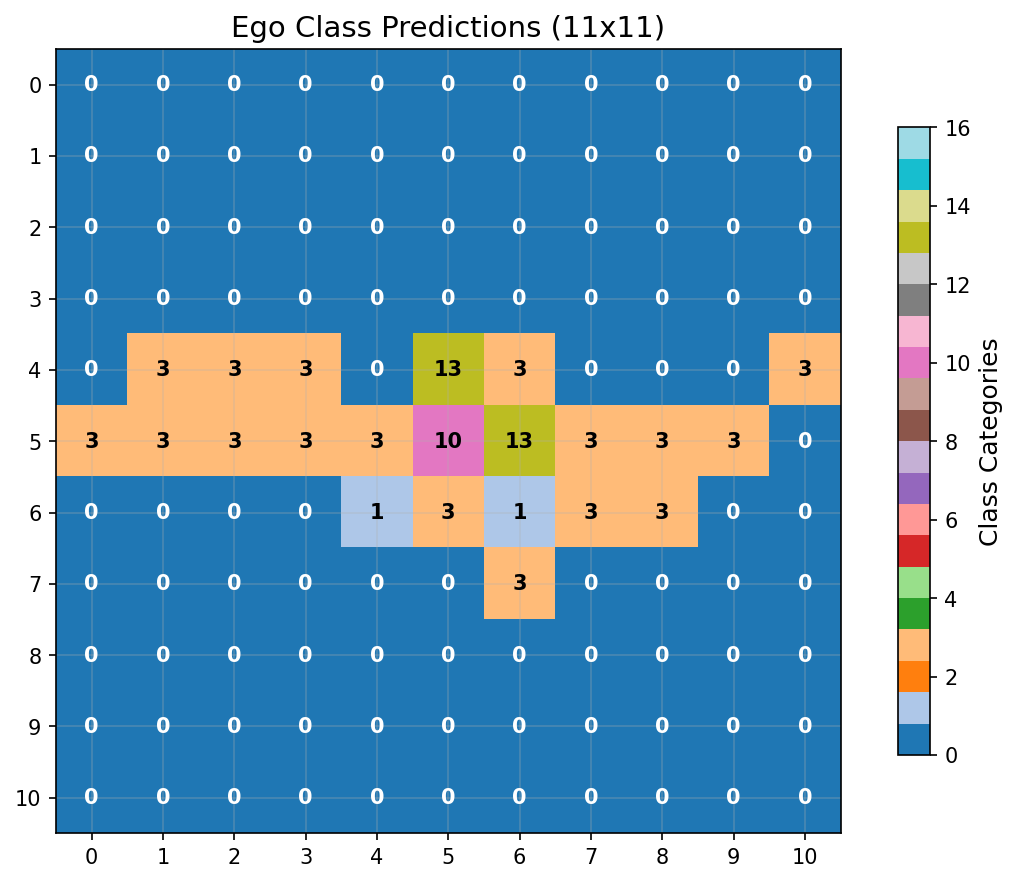 Ego Class Predictions (11x11)
0 0 0 0 0 0 0 0 0 0 0 0
1 0 0 0 0 0 0 0 0 0 0 0
2 0 0 0 0 0 0 0 0 0 0 0
3 0 0 0 0 0 0 0 0 0 0 0
4 0 3 3 3 0 13 3 0 0 0 3
5 3 3 3 3 3 10 13 3 3 3 0
6 0 0 0 0 1 3 1 3 3 0 0
7 0 0 0 0 0 0 3 0 0 0 0
8 0 0 0 0 0 0 0 0 0 0 0
9 0 0 0 0 0 0 0 0 0 0 0
10 0 0 0 0 0 0 0 0 0 0 0
0 1 2 3 4 5 6 7 8 9 10
16
14
12
10
8
6
4
2
0
Class Categories